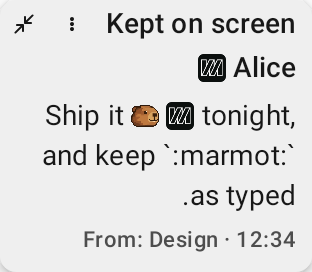 Kept on screen
Alice
Ship it tonight,
and keep `:marmot:`
as typed.
From: Design · 12:34